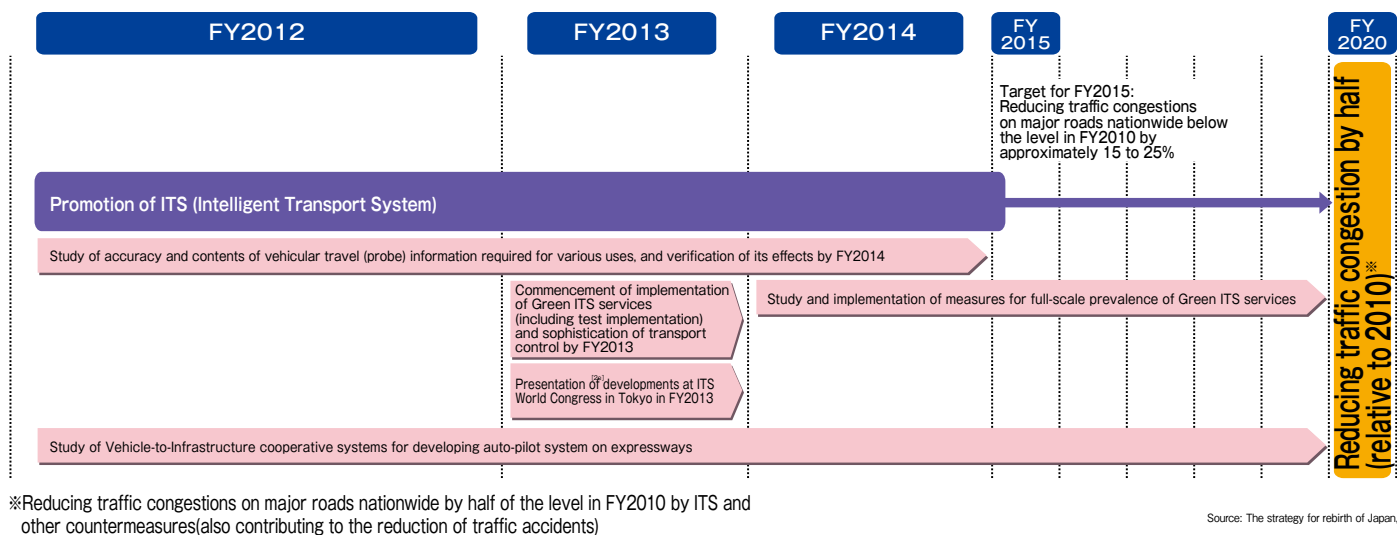 FY2012
FY2013
FY2014
FY
2015
FY
2020
Target for FY2015:
Reducing traffic congestions
on major roads nationwide below
the level in FY2010 by
approximately 15 to 25%
Promotion of ITS (Intelligent Transport System)
Study of accuracy and contents of vehicular travel (probe) information required for various uses, and verification of its effects by FY2014
Commencement of implementation
of Green ITS services
(including test implementation)
and sophistication of transport
control by FY2013
Study and implementation of measures for full-scale prevalence of Green ITS services
Presentation of developments at ITS
World Congress in Tokyo in FY2013
Study of Vehicle-to-Infrastructure cooperative systems for developing auto-pilot system on expressways
Reducing traffic congestion by half
(relative to 2010)※
※Reducing traffic congestions on major roads nationwide by half of the level in FY2010 by ITS and
other countermeasures(also contributing to the reduction of traffic accidents)
Source: The strategy for rebirth of Japan,